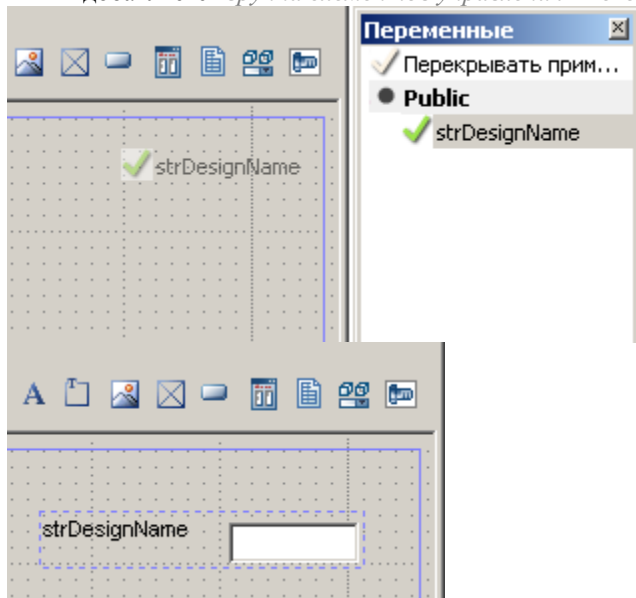 Переменные
Перекрывать прим...
Public
strDesignName
strDesignName
A
strDesignName